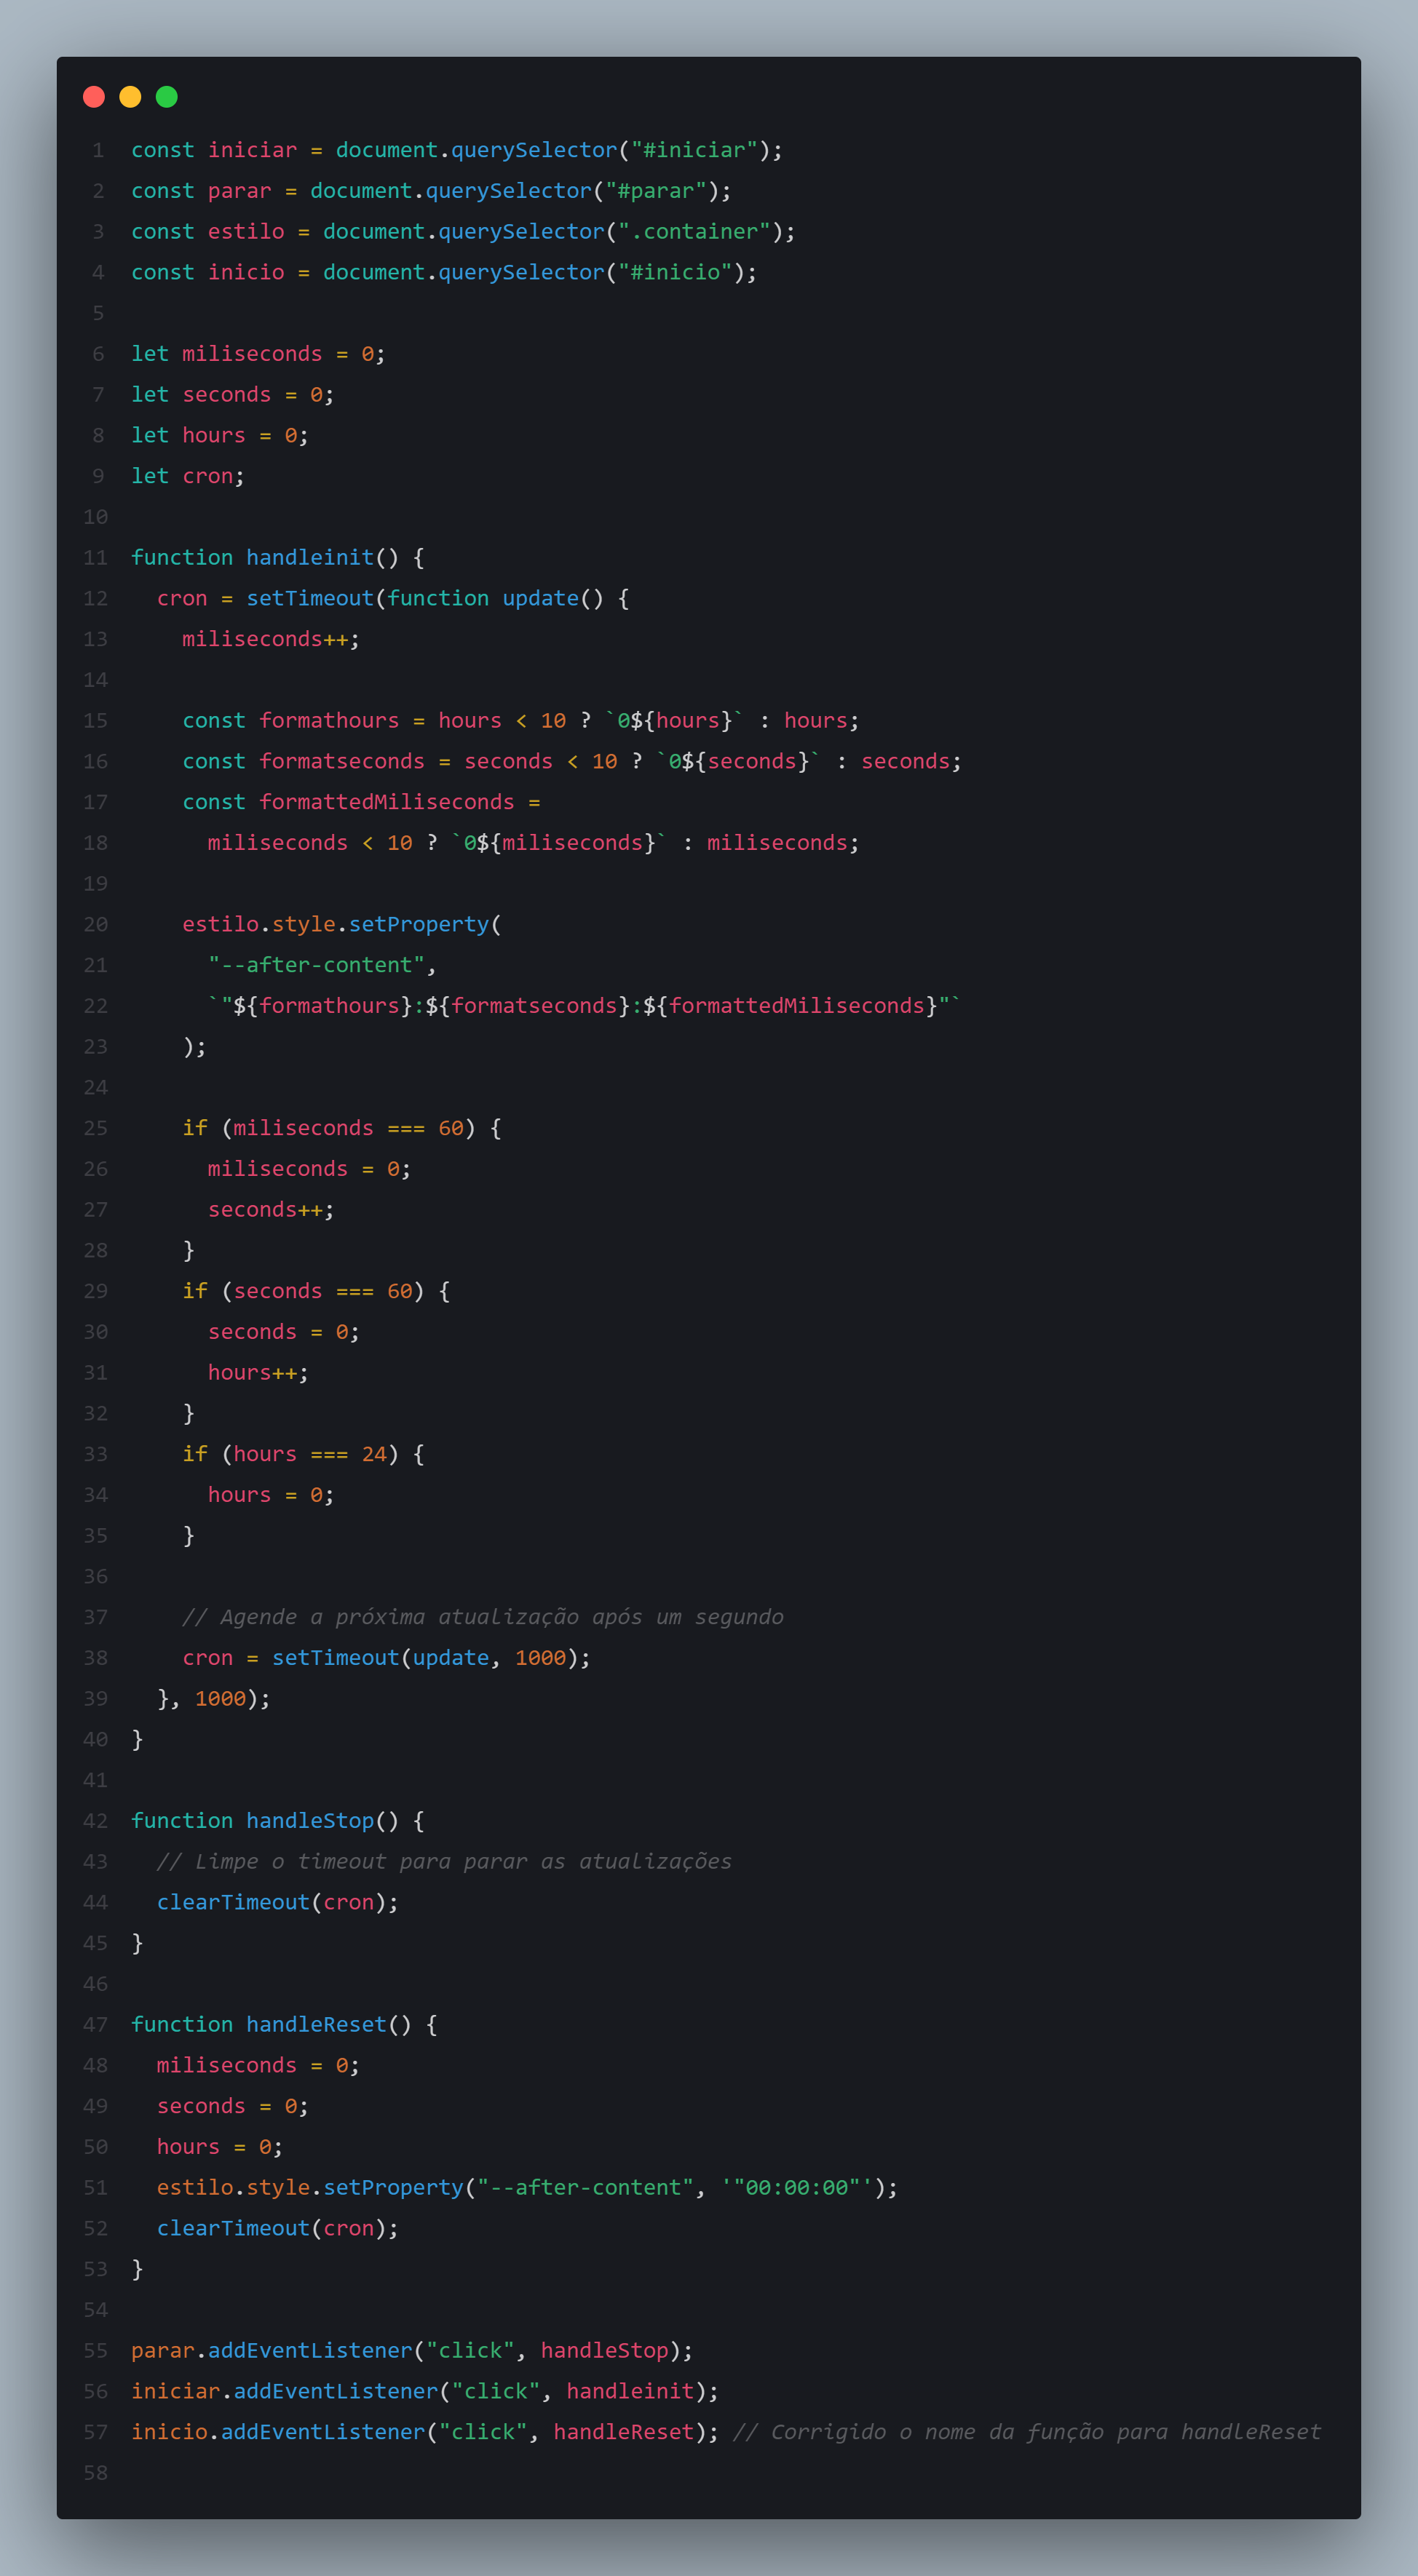 1 const iniciar = document.querySelector("#iniciar");
2 const parar = document.querySelector("#parar");
3 const estilo = document.querySelector(".container");
4 const inicio = document.querySelector("#inicio");
5
6 let miliseconds = 0;
7 let seconds = 0;
8 let hours = 0;
9 let cron;
10
11 function handleinit() {
12   cron = setTimeout(function update() {
13     miliseconds++;
14
15     const formathours = hours < 10 ? `0${hours}` : hours;
16     const formatseconds = seconds < 10 ? `0${seconds}` : seconds;
17     const formattedMiliseconds =
18       miliseconds < 10 ? `0${miliseconds}` : miliseconds;
19
20     estilo.style.setProperty(
21       "--after-content",
22       `"${formathours}:${formatseconds}:${formattedMiliseconds}"`
23     );
24
25     if (miliseconds === 60) {
26       miliseconds = 0;
27       seconds++;
28     }
29     if (seconds === 60) {
30       seconds = 0;
31       hours++;
32     }
33     if (hours === 24) {
34       hours = 0;
35     }
36
37     // Agende a próxima atualização após um segundo
38     cron = setTimeout(update, 1000);
39   }, 1000);
40 }
41
42 function handleStop() {
43   // Limpe o timeout para parar as atualizações
44   clearTimeout(cron);
45 }
46
47 function handleReset() {
48   miliseconds = 0;
49   seconds = 0;
50   hours = 0;
51   estilo.style.setProperty("--after-content", '"00:00:00"');
52   clearTimeout(cron);
53 }
54
55 parar.addEventListener("click", handleStop);
56 iniciar.addEventListener("click", handleinit);
57 inicio.addEventListener("click", handleReset); // Corrigido o nome da função para handleReset
58